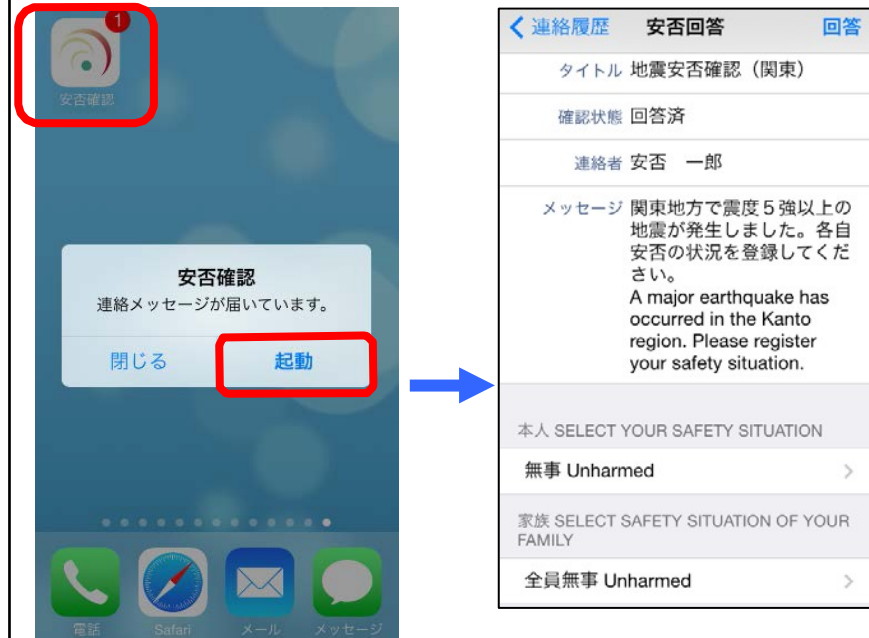 1
安否確認
安否確認
連絡メッセージが届いています。
閉じる
起動
電話
Safari
メール
メッセージ
連絡履歴
安否回答
回答
タイトル 地震安否確認（関東）
確認状態 回答済
連絡者 安否　一郎
メッセージ 関東地方で震度５強以上の
地震が発生しました。各自
安否の状況を登録してくだ
さい。
A major earthquake has
occurred in the Kanto
region. Please register
your safety situation.
本人 SELECT YOUR SAFETY SITUATION
無事 Unharmed
家族 SELECT SAFETY SITUATION OF YOUR
FAMILY
全員無事 Unharmed